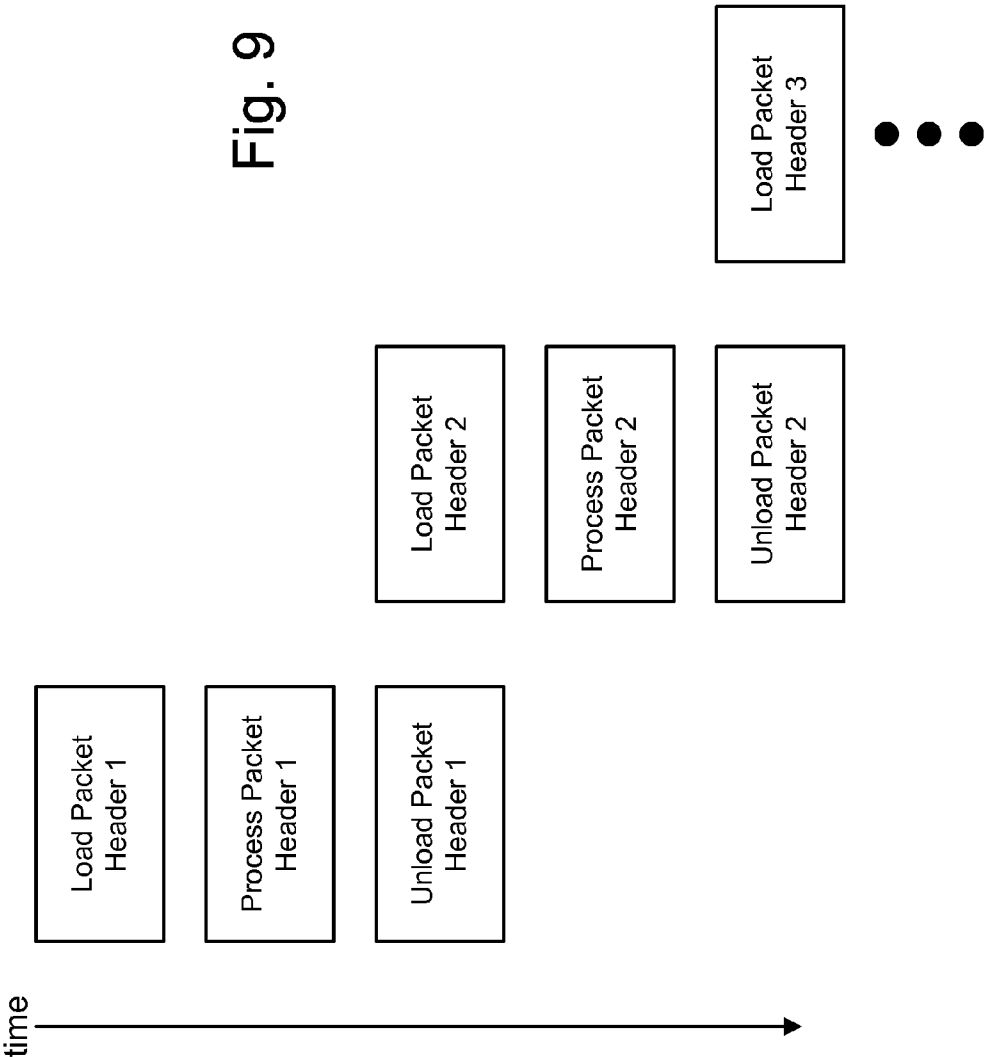 time
Load Packet
Header 1
Process Packet
Header 1
Unload Packet
Header 1
Load Packet
Header 2
Process Packet
Header 2
Unload Packet
Header 2
Load Packet
Header 3
Fig. 9